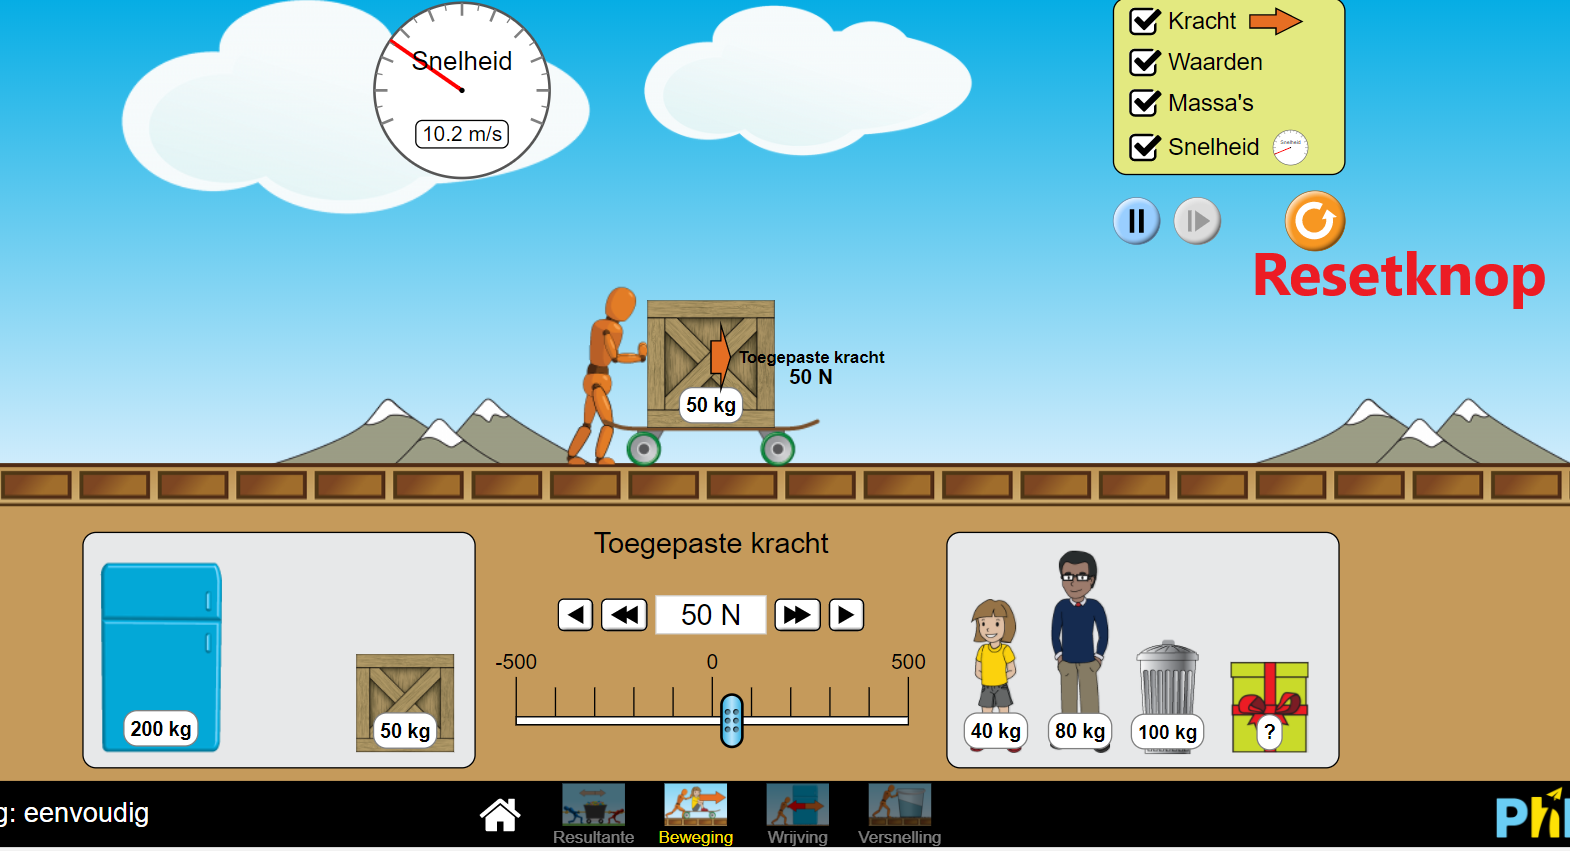 Snelheid
10.2 m/s
Kracht
Waarden
Massa's
Snelheid
Resetknop
Toegepaste kracht
50 N
50 kg
Toegepaste kracht
50 N
-500 0 500
200 kg
50 kg
40 kg
80 kg
100 kg
?
g: eenvoudig
Resultante
Beweging
Wrijving
Versnelling